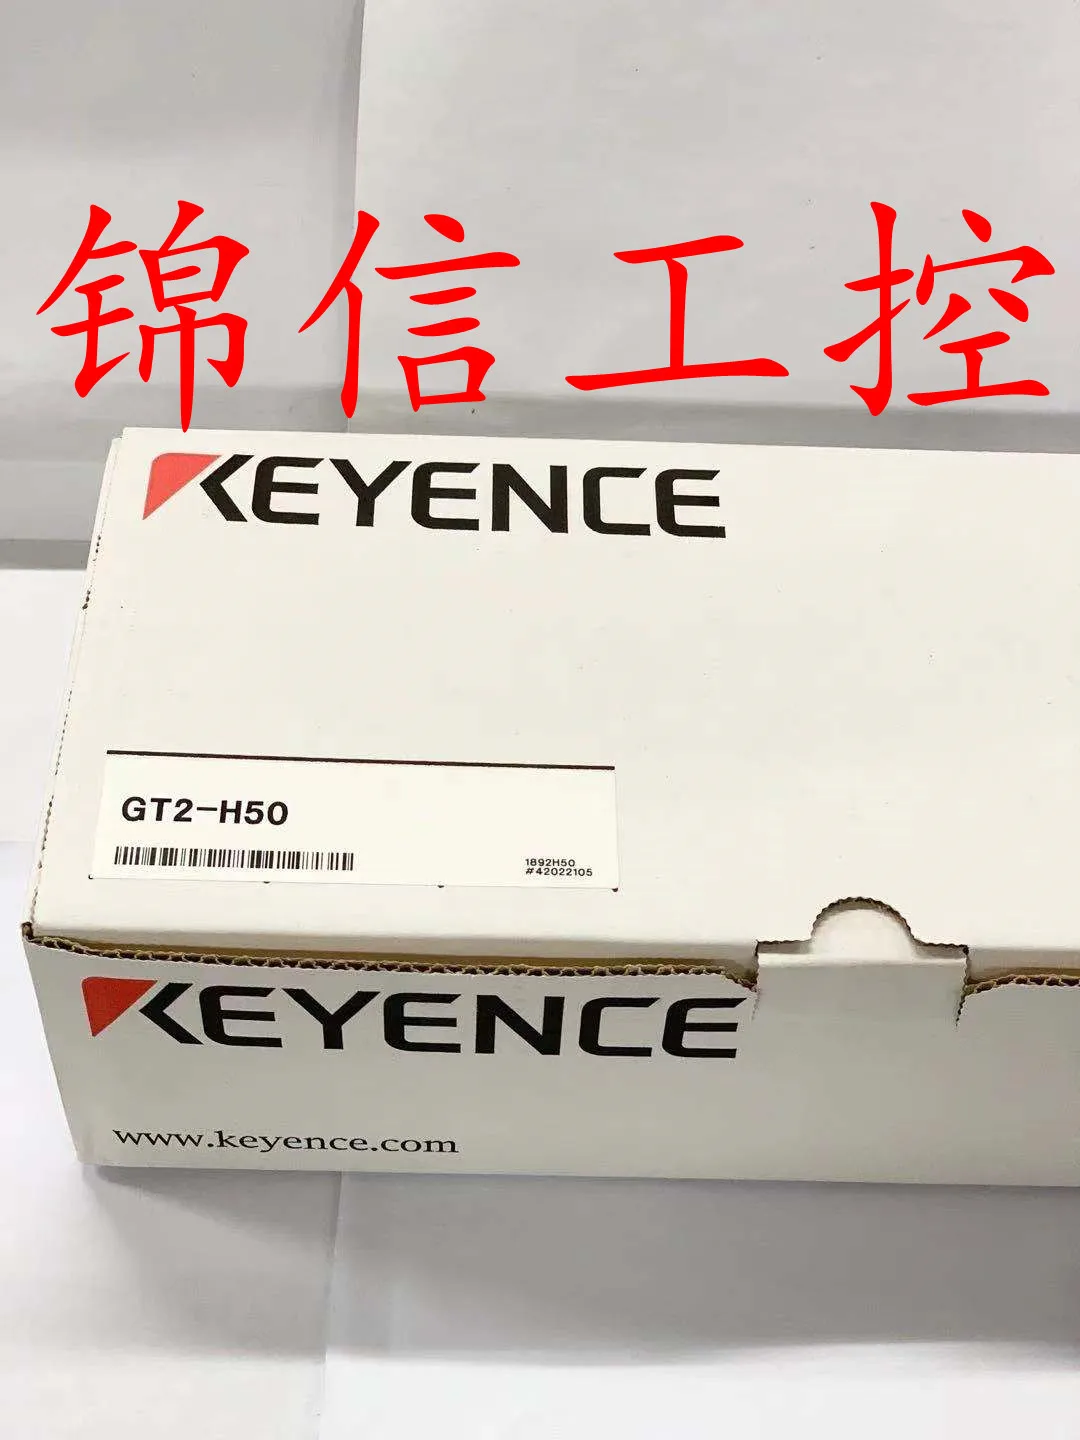 锦信工控
KEYENCE
GT2-H50
1892H50
#42022105
KEYENCE
www.keyence.com